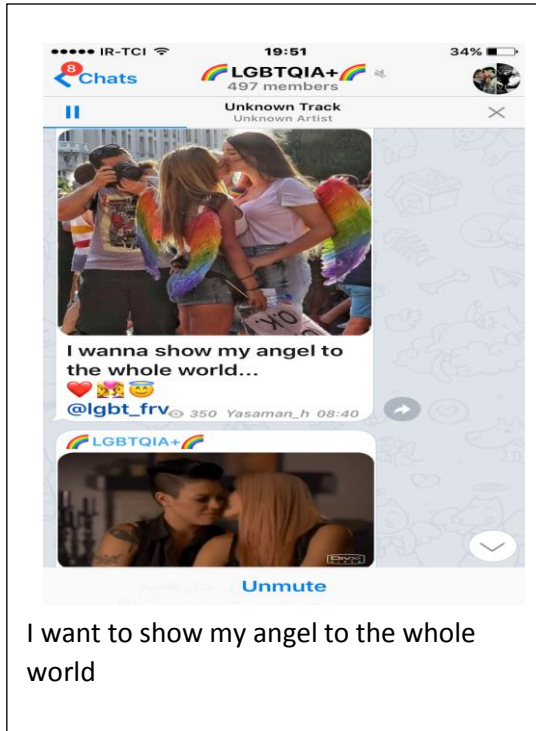 IR-TCI 19:51 34%
8
Chats 🌈LGBTQIA+🌈
497 members
Unknown Track
Unknown Artist
O.K.
I wanna show my angel to
the whole world...
❤️👩‍❤️‍💋‍👩😇
@lgbt_frv 350 Yasaman_h 08:40
🌈LGBTQIA+🌈
DivX
Unmute
I want to show my angel to the whole
world